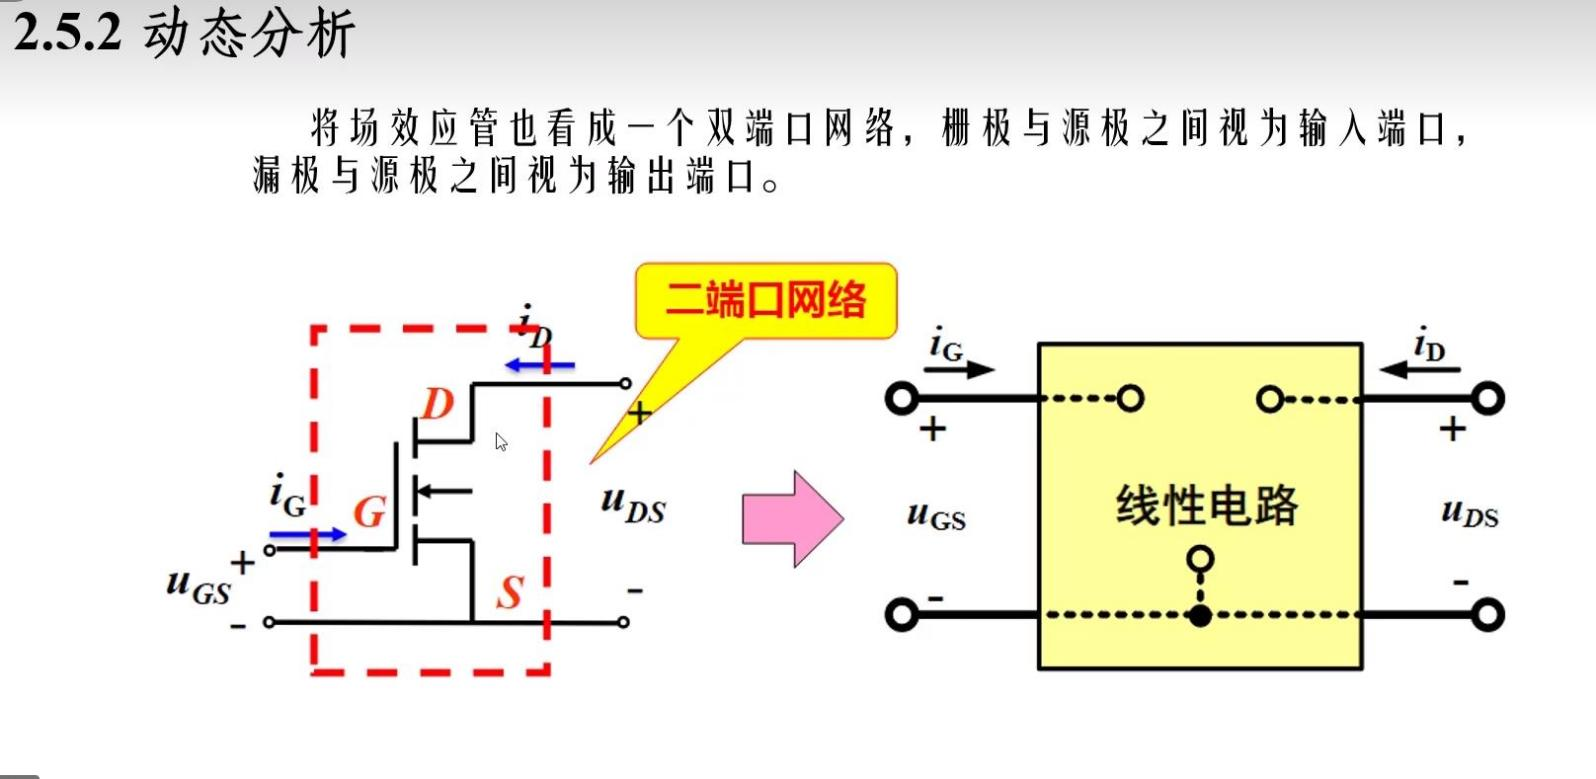 2.5.2 动态分析
将场效应管也看成一个双端口网络，栅极与源极之间视为输入端口，
漏极与源极之间视为输出端口。
二端口网络
iD
D
+
iG
G
uDS
+
uGS
S
-
-
iG
iD
+
+
线性电路
uGS
uDS
-
-